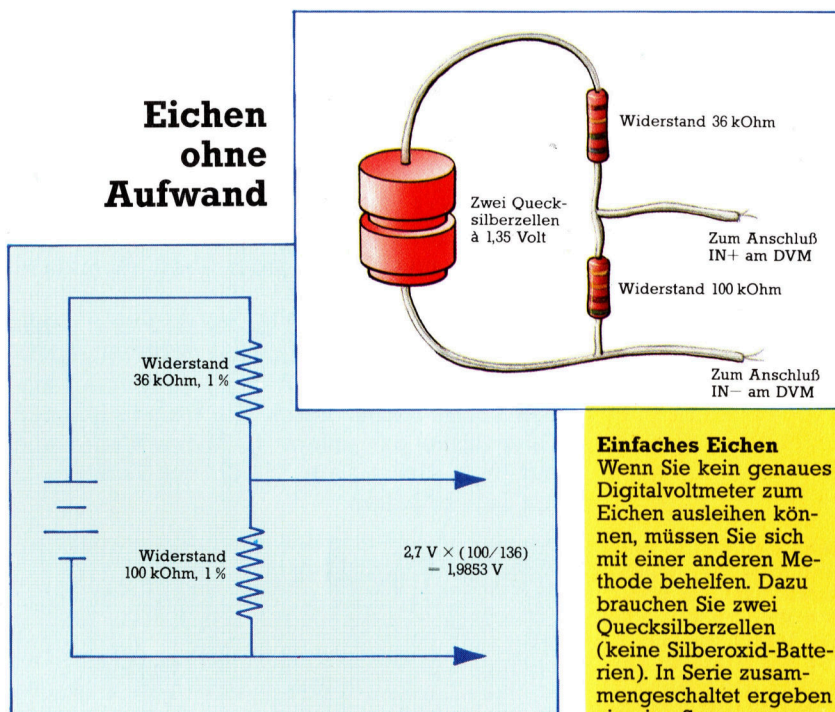 Eichen
ohne
Aufwand
Widerstand 36 kOhm
Zwei Queck-
silberzellen
à 1,35 Volt
Zum Anschluß
IN+ am DVM
Widerstand 100 kOhm
Zum Anschluß
IN− am DVM
Widerstand
36 kOhm, 1 %
Widerstand
100 kOhm, 1 %
2,7 V × (100/136)
= 1,9853 V
Einfaches Eichen
Wenn Sie kein genaues
Digitalvoltmeter zum
Eichen ausleihen kön-
nen, müssen Sie sich
mit einer anderen Me-
thode behelfen. Dazu
brauchen Sie zwei
Quecksilberzellen
(keine Silberoxid-Batte-
rien). In Serie zusam-
mengeschaltet ergeben